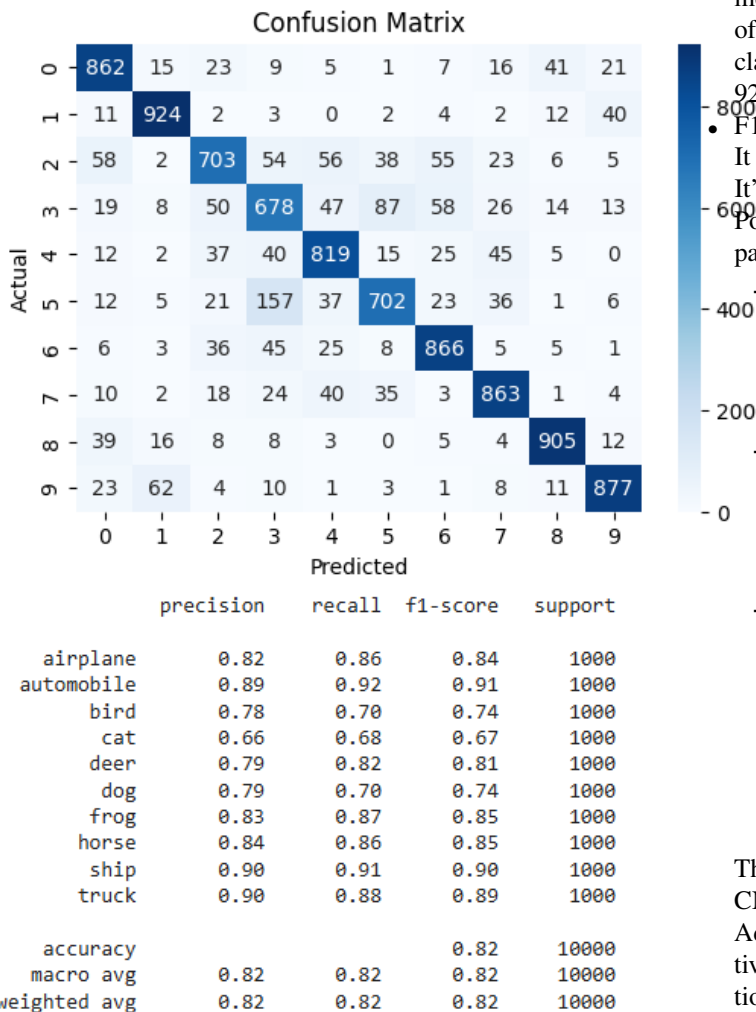 Confusion Matrix
0 862 15 23 9 5 1 7 16 41 21
1 11 924 2 3 0 2 4 2 12 40
2 58 2 703 54 56 38 55 23 6 5
3 19 8 50 678 47 87 58 26 14 13
4 12 2 37 40 819 15 25 45 5 0
5 12 5 21 157 37 702 23 36 1 6
6 6 3 36 45 25 8 866 5 5 1
7 10 2 18 24 40 35 3 863 1 4
8 39 16 8 8 3 0 5 4 905 12
9 23 62 4 10 1 3 1 8 11 877
0 1 2 3 4 5 6 7 8 9
Actual
Predicted
800
600
400
200
0
precision recall f1-score support
airplane 0.82 0.86 0.84 1000
automobile 0.89 0.92 0.91 1000
bird 0.78 0.70 0.74 1000
cat 0.66 0.68 0.67 1000
deer 0.79 0.82 0.81 1000
dog 0.79 0.70 0.74 1000
frog 0.83 0.87 0.85 1000
horse 0.84 0.86 0.85 1000
ship 0.90 0.91 0.90 1000
truck 0.90 0.88 0.89 1000
accuracy 0.82 10000
macro avg 0.82 0.82 0.82 10000
weighted avg 0.82 0.82 0.82 10000
of
92
• F1
It